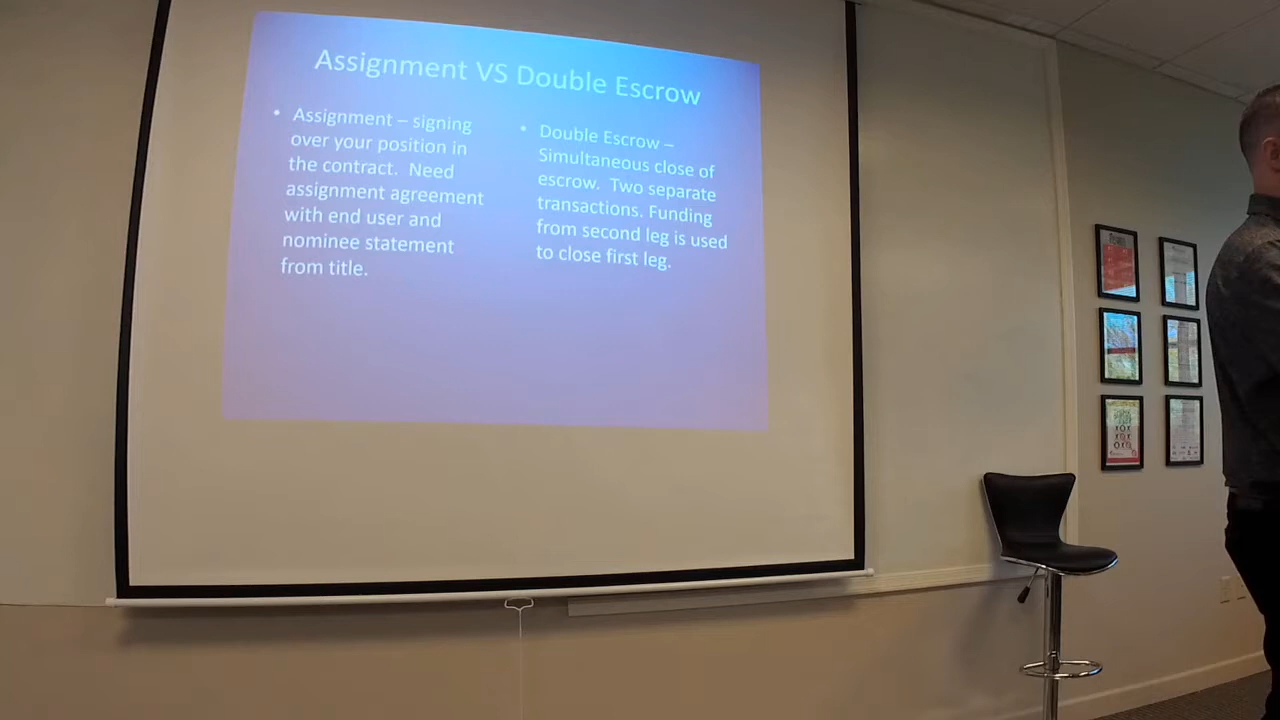 Assignment VS Double Escrow
• Assignment – signing
over your position in
the contract. Need
assignment agreement
with end user and
nominee statement
from title.
• Double Escrow –
Simultaneous close of
escrow. Two separate
transactions. Funding
from second leg is used
to close first leg.